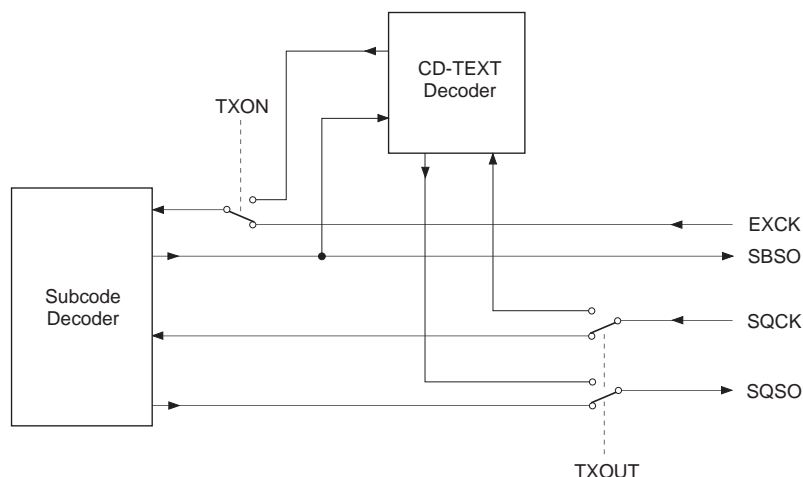 CD-TEXT
Decoder
TXON
EXCK
SBSO
Subcode
Decoder
SQCK
SQSO
TXOUT